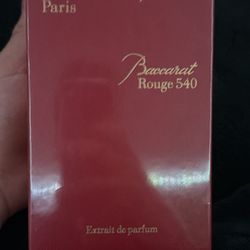 Paris
Baccarat
Rouge 540
Extrait de parfum